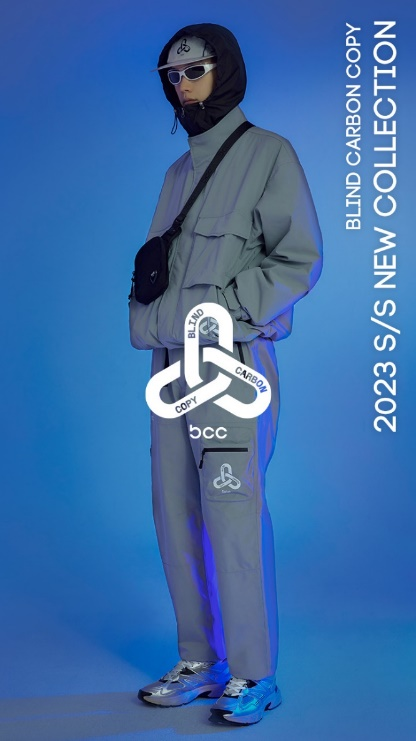 BLIND CARBON COPY
2023 S/S NEW COLLECTION
BLIND
CARBON
COPY
bcc